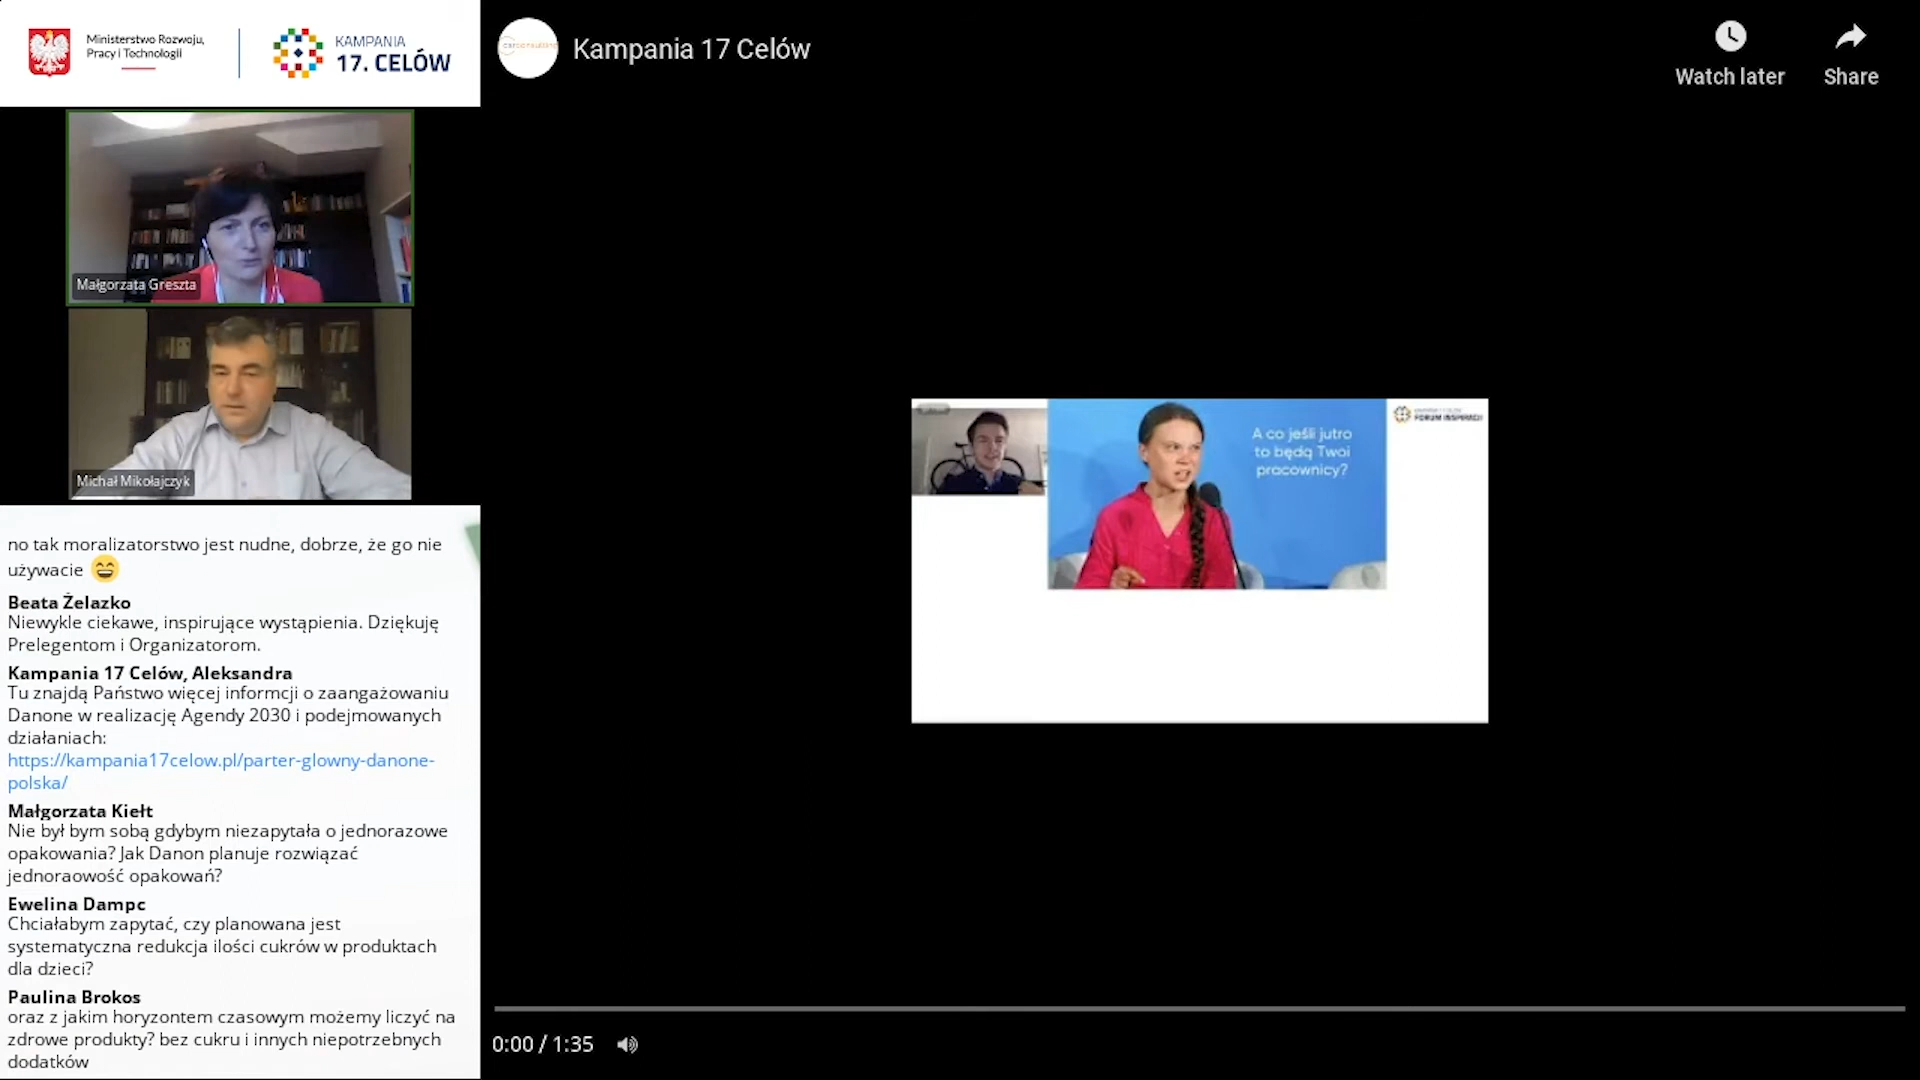 Ministerstwo Rozwoju,
Pracy i Technologii
KAMPANIA
17. CELÓW
Małgorzata Greszta
Michał Mikołajczyk
no tak moralizatorstwo jest nudne, dobrze, że go nie
używacie 😄
Beata Żelazko
Niewykle ciekawe, inspirujące wystąpienia. Dziękuję
Prelegentom i Organizatorom.
Kampania 17 Celów, Aleksandra
Tu znajdą Państwo więcej informcji o zaangażowaniu
Danone w realizację Agendy 2030 i podejmowanych
działaniach:
https://kampania17celow.pl/parter-glowny-danone-
polska/
Małgorzata Kiełt
Nie był bym sobą gdybym niezapytała o jednorazowe
opakowania? Jak Danon planuje rozwiązać
jednoraowość opakowań?
Ewelina Dampc
Chciałabym zapytać, czy planowana jest
systematyczna redukcja ilości cukrów w produktach
dla dzieci?
Paulina Brokos
oraz z jakim horyzontem czasowym możemy liczyć na
zdrowe produkty? bez cukru i innych niepotrzebnych
dodatków
Kampania 17 Celów
Watch later
Share
A co jeśli jutro
to będą Twoi
pracownicy?
KAMPANIA 17 CELÓW
FORUM INSPIRACJI
0:00 / 1:35